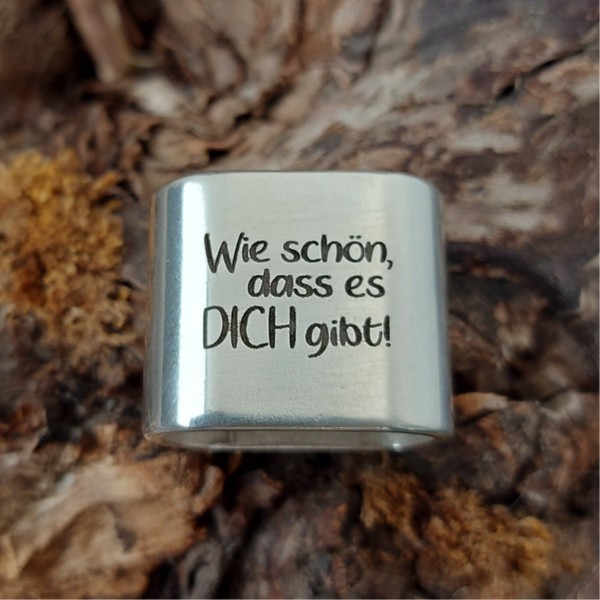 Wie schön,
dass es
DICH gibt!